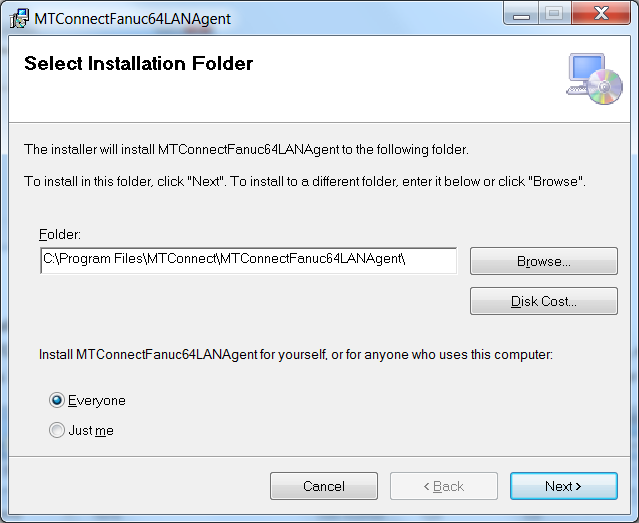 MTConnectFanuc64LANAgent
Select Installation Folder
The installer will install MTConnectFanuc64LANAgent to the following folder.
To install in this folder, click "Next". To install to a different folder, enter it below or click "Browse".
Folder:
C:\Program Files\MTConnect\MTConnectFanuc64LANAgent\
Browse...
Disk Cost...
Install MTConnectFanuc64LANAgent for yourself, or for anyone who uses this computer:
Everyone
Just me
Cancel < Back Next >